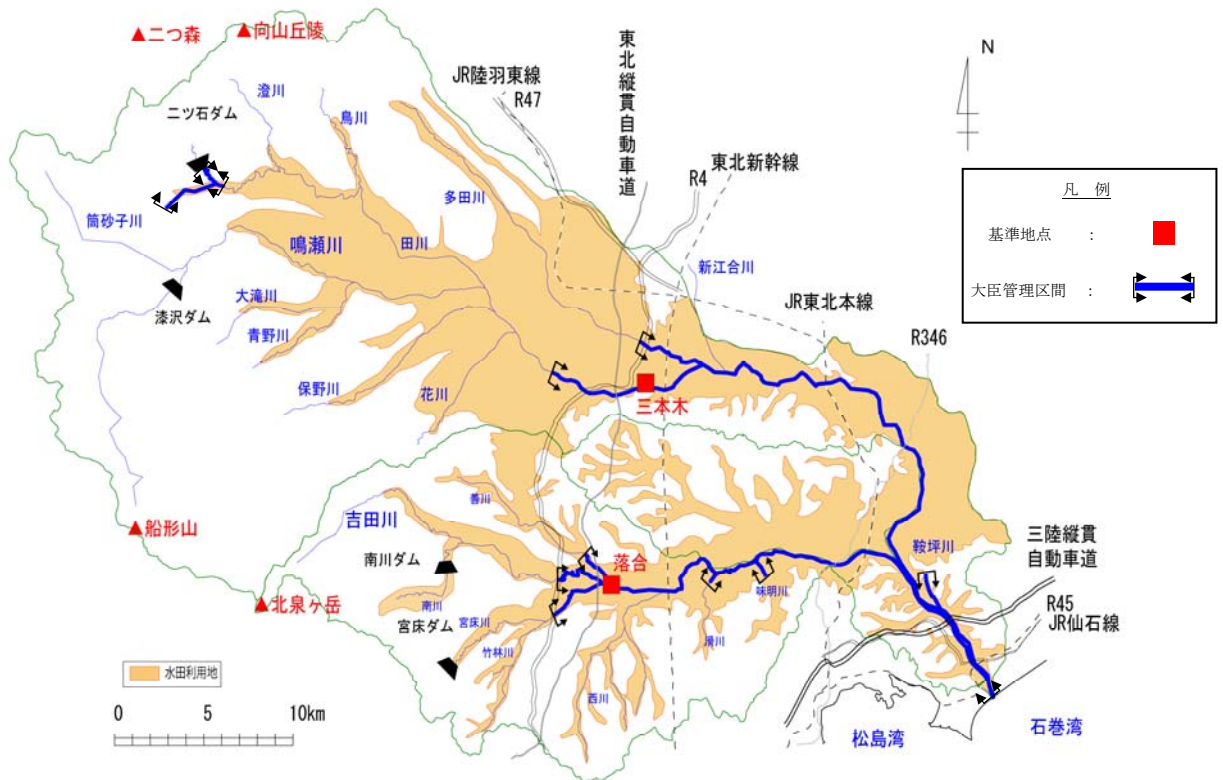 二つ森
向山丘陵
澄川
二ツ石ダム
鳥川
JR陸羽東線
R47
東北縦貫自動車道
東北新幹線
R4
N
凡 例
基準地点 :
大臣管理区間 :
筒砂子川
多田川
鳴瀬川
田川
新江合川
漆沢ダム
大滝川
青野川
JR東北本線
R346
保野川
花川
三本木
善川
吉田川
船形山
南川ダム
落合
鞍坪川
三陸縦貫
自動車道
味明川
北泉ヶ岳
南川
宮床川
宮床ダム
竹林川
滑川
R45
JR仙石線
西川
水田利用地
0 5 10km
松島湾
石巻湾